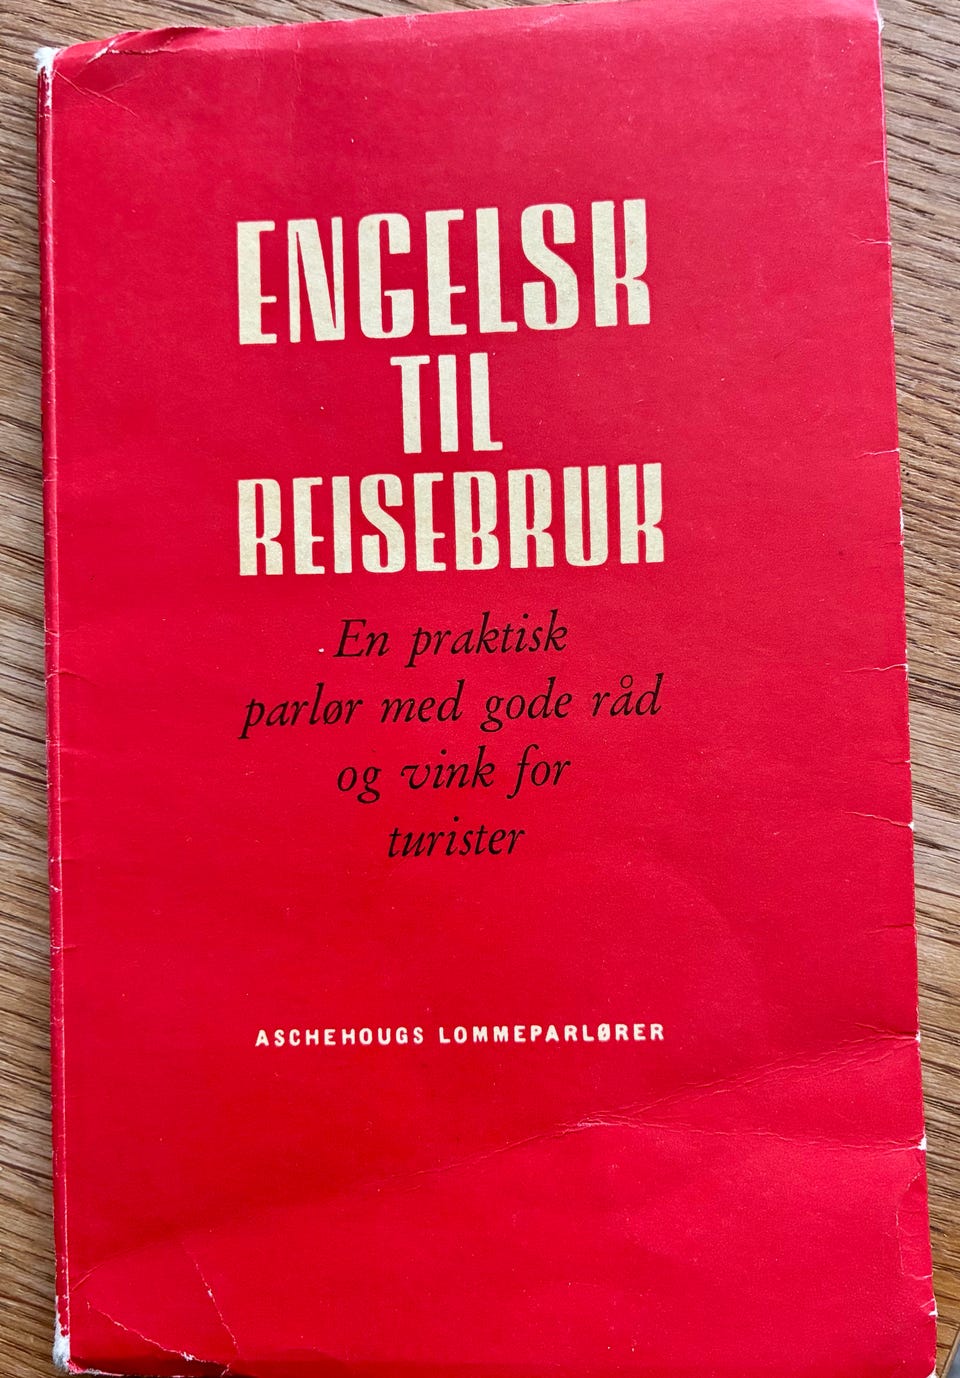 ENGELSK
TIL
REISEBRUK
En praktisk
parlør med gode råd
og vink for
turister
ASCHEHOUGS LOMMEPARLØRER